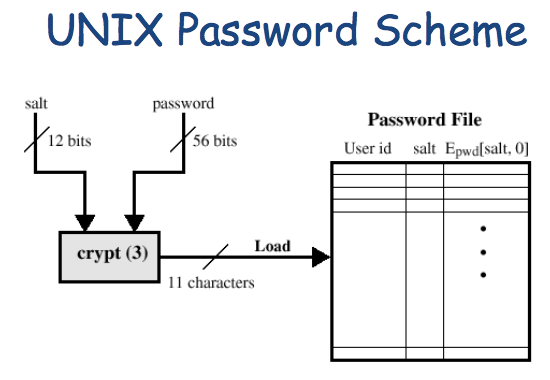 UNIX Password Scheme
salt password
12 bits 56 bits
Password File
User id salt Epwd[salt, 0]
crypt (3)
Load
11 characters